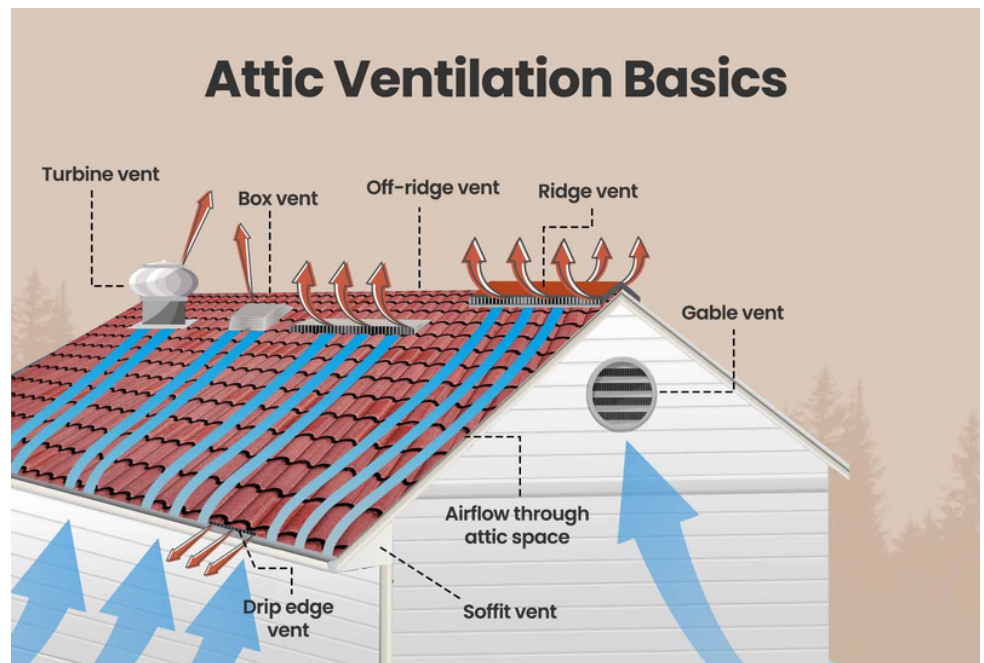 Attic Ventilation Basics
Turbine vent
Box vent
Off-ridge vent
Ridge vent
Gable vent
Airflow through
attic space
Drip edge
vent
Soffit vent